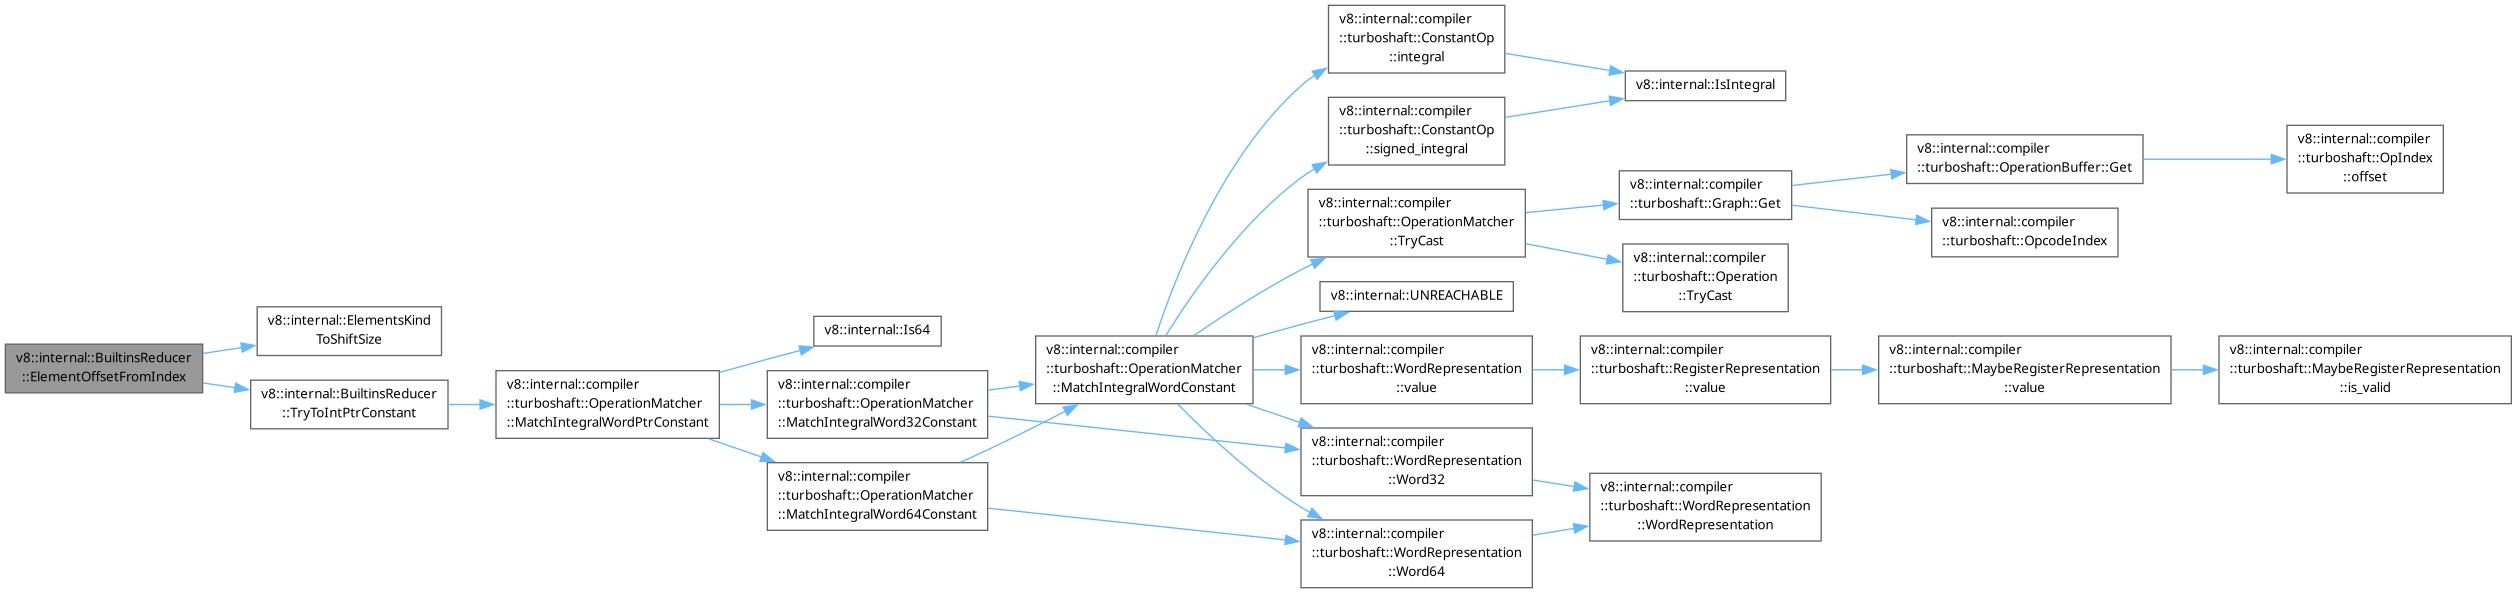 v8::internal::BuiltinsReducer
::ElementOffsetFromIndex
v8::internal::ElementsKind
ToShiftSize
v8::internal::BuiltinsReducer
::TryToIntPtrConstant
v8::internal::compiler
::turboshaft::OperationMatcher
::MatchIntegralWordPtrConstant
v8::internal::Is64
v8::internal::compiler
::turboshaft::OperationMatcher
::MatchIntegralWord32Constant
v8::internal::compiler
::turboshaft::OperationMatcher
::MatchIntegralWord64Constant
v8::internal::compiler
::turboshaft::OperationMatcher
::MatchIntegralWordConstant
v8::internal::compiler
::turboshaft::ConstantOp
::integral
v8::internal::compiler
::turboshaft::ConstantOp
::signed_integral
v8::internal::IsIntegral
v8::internal::compiler
::turboshaft::OperationMatcher
::TryCast
v8::internal::compiler
::turboshaft::Graph::Get
v8::internal::compiler
::turboshaft::OperationBuffer::Get
v8::internal::compiler
::turboshaft::OpIndex
::offset
v8::internal::compiler
::turboshaft::OpcodeIndex
v8::internal::compiler
::turboshaft::Operation
::TryCast
v8::internal::UNREACHABLE
v8::internal::compiler
::turboshaft::WordRepresentation
::value
v8::internal::compiler
::turboshaft::RegisterRepresentation
::value
v8::internal::compiler
::turboshaft::MaybeRegisterRepresentation
::value
v8::internal::compiler
::turboshaft::MaybeRegisterRepresentation
::is_valid
v8::internal::compiler
::turboshaft::WordRepresentation
::Word32
v8::internal::compiler
::turboshaft::WordRepresentation
::Word64
v8::internal::compiler
::turboshaft::WordRepresentation
::WordRepresentation